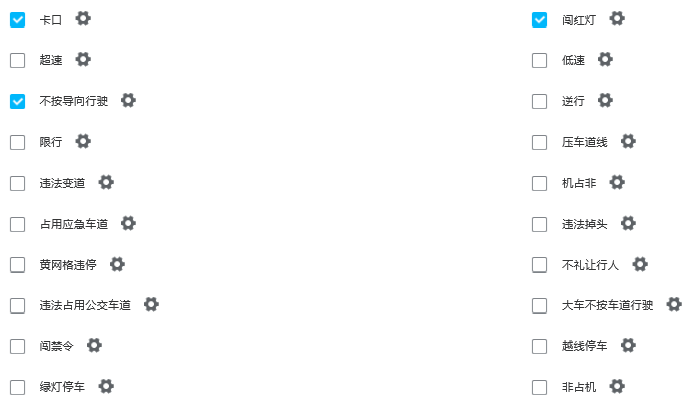 卡口 闯红灯
超速 低速
不按导向行驶 逆行
限行 压车道线
违法变道 机占非
占用应急车道 违法掉头
黄网格违停 不礼让行人
违法占用公交车道 大车不按车道行驶
闯禁令 越线停车
绿灯停车 非占机